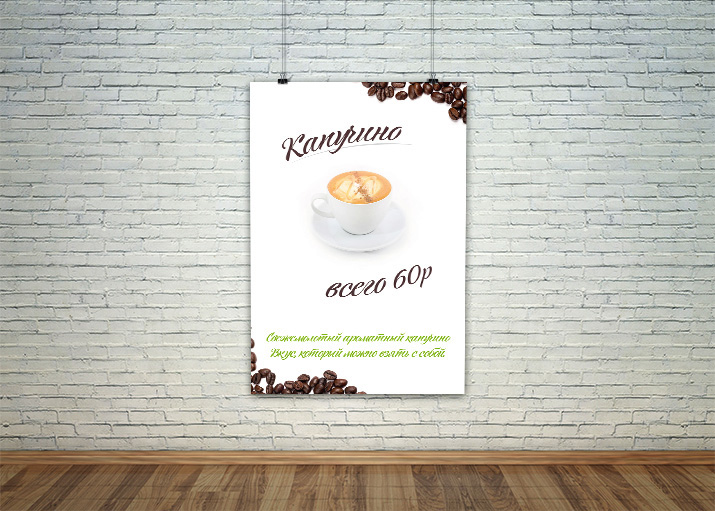 Капучино
всего 60р
Свежемолотый ароматный капучино
Вкус, который можно взять с собой.